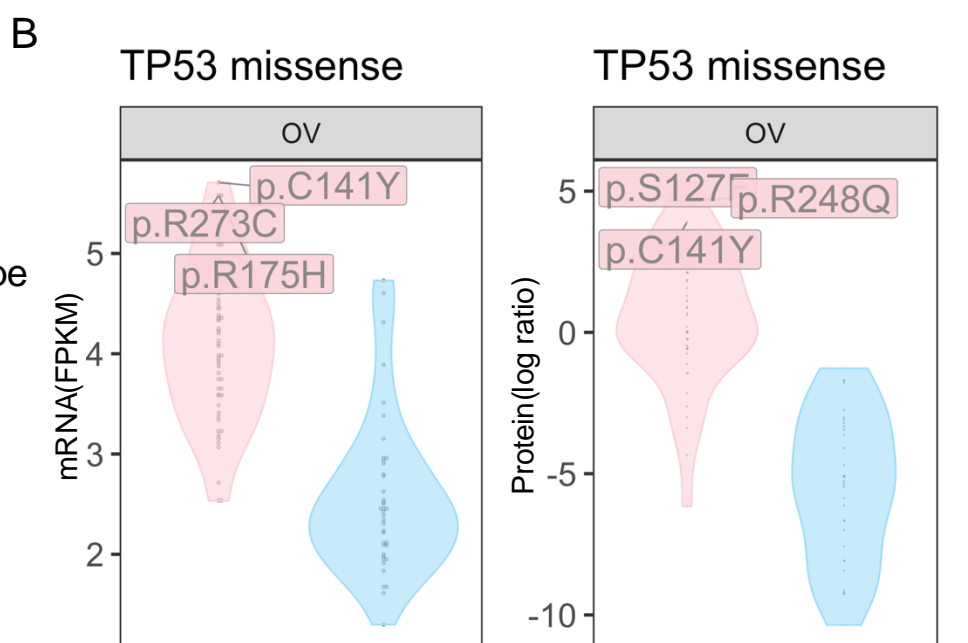 B
TP53 missense
OV
p.C141Y
p.R273C
p.R175H
5
4
3
2
mRNA(FPKM)
pe
TP53 missense
OV
p.S127F
p.R248Q
p.C141Y
5
0
-5
-10
Protein(log ratio)